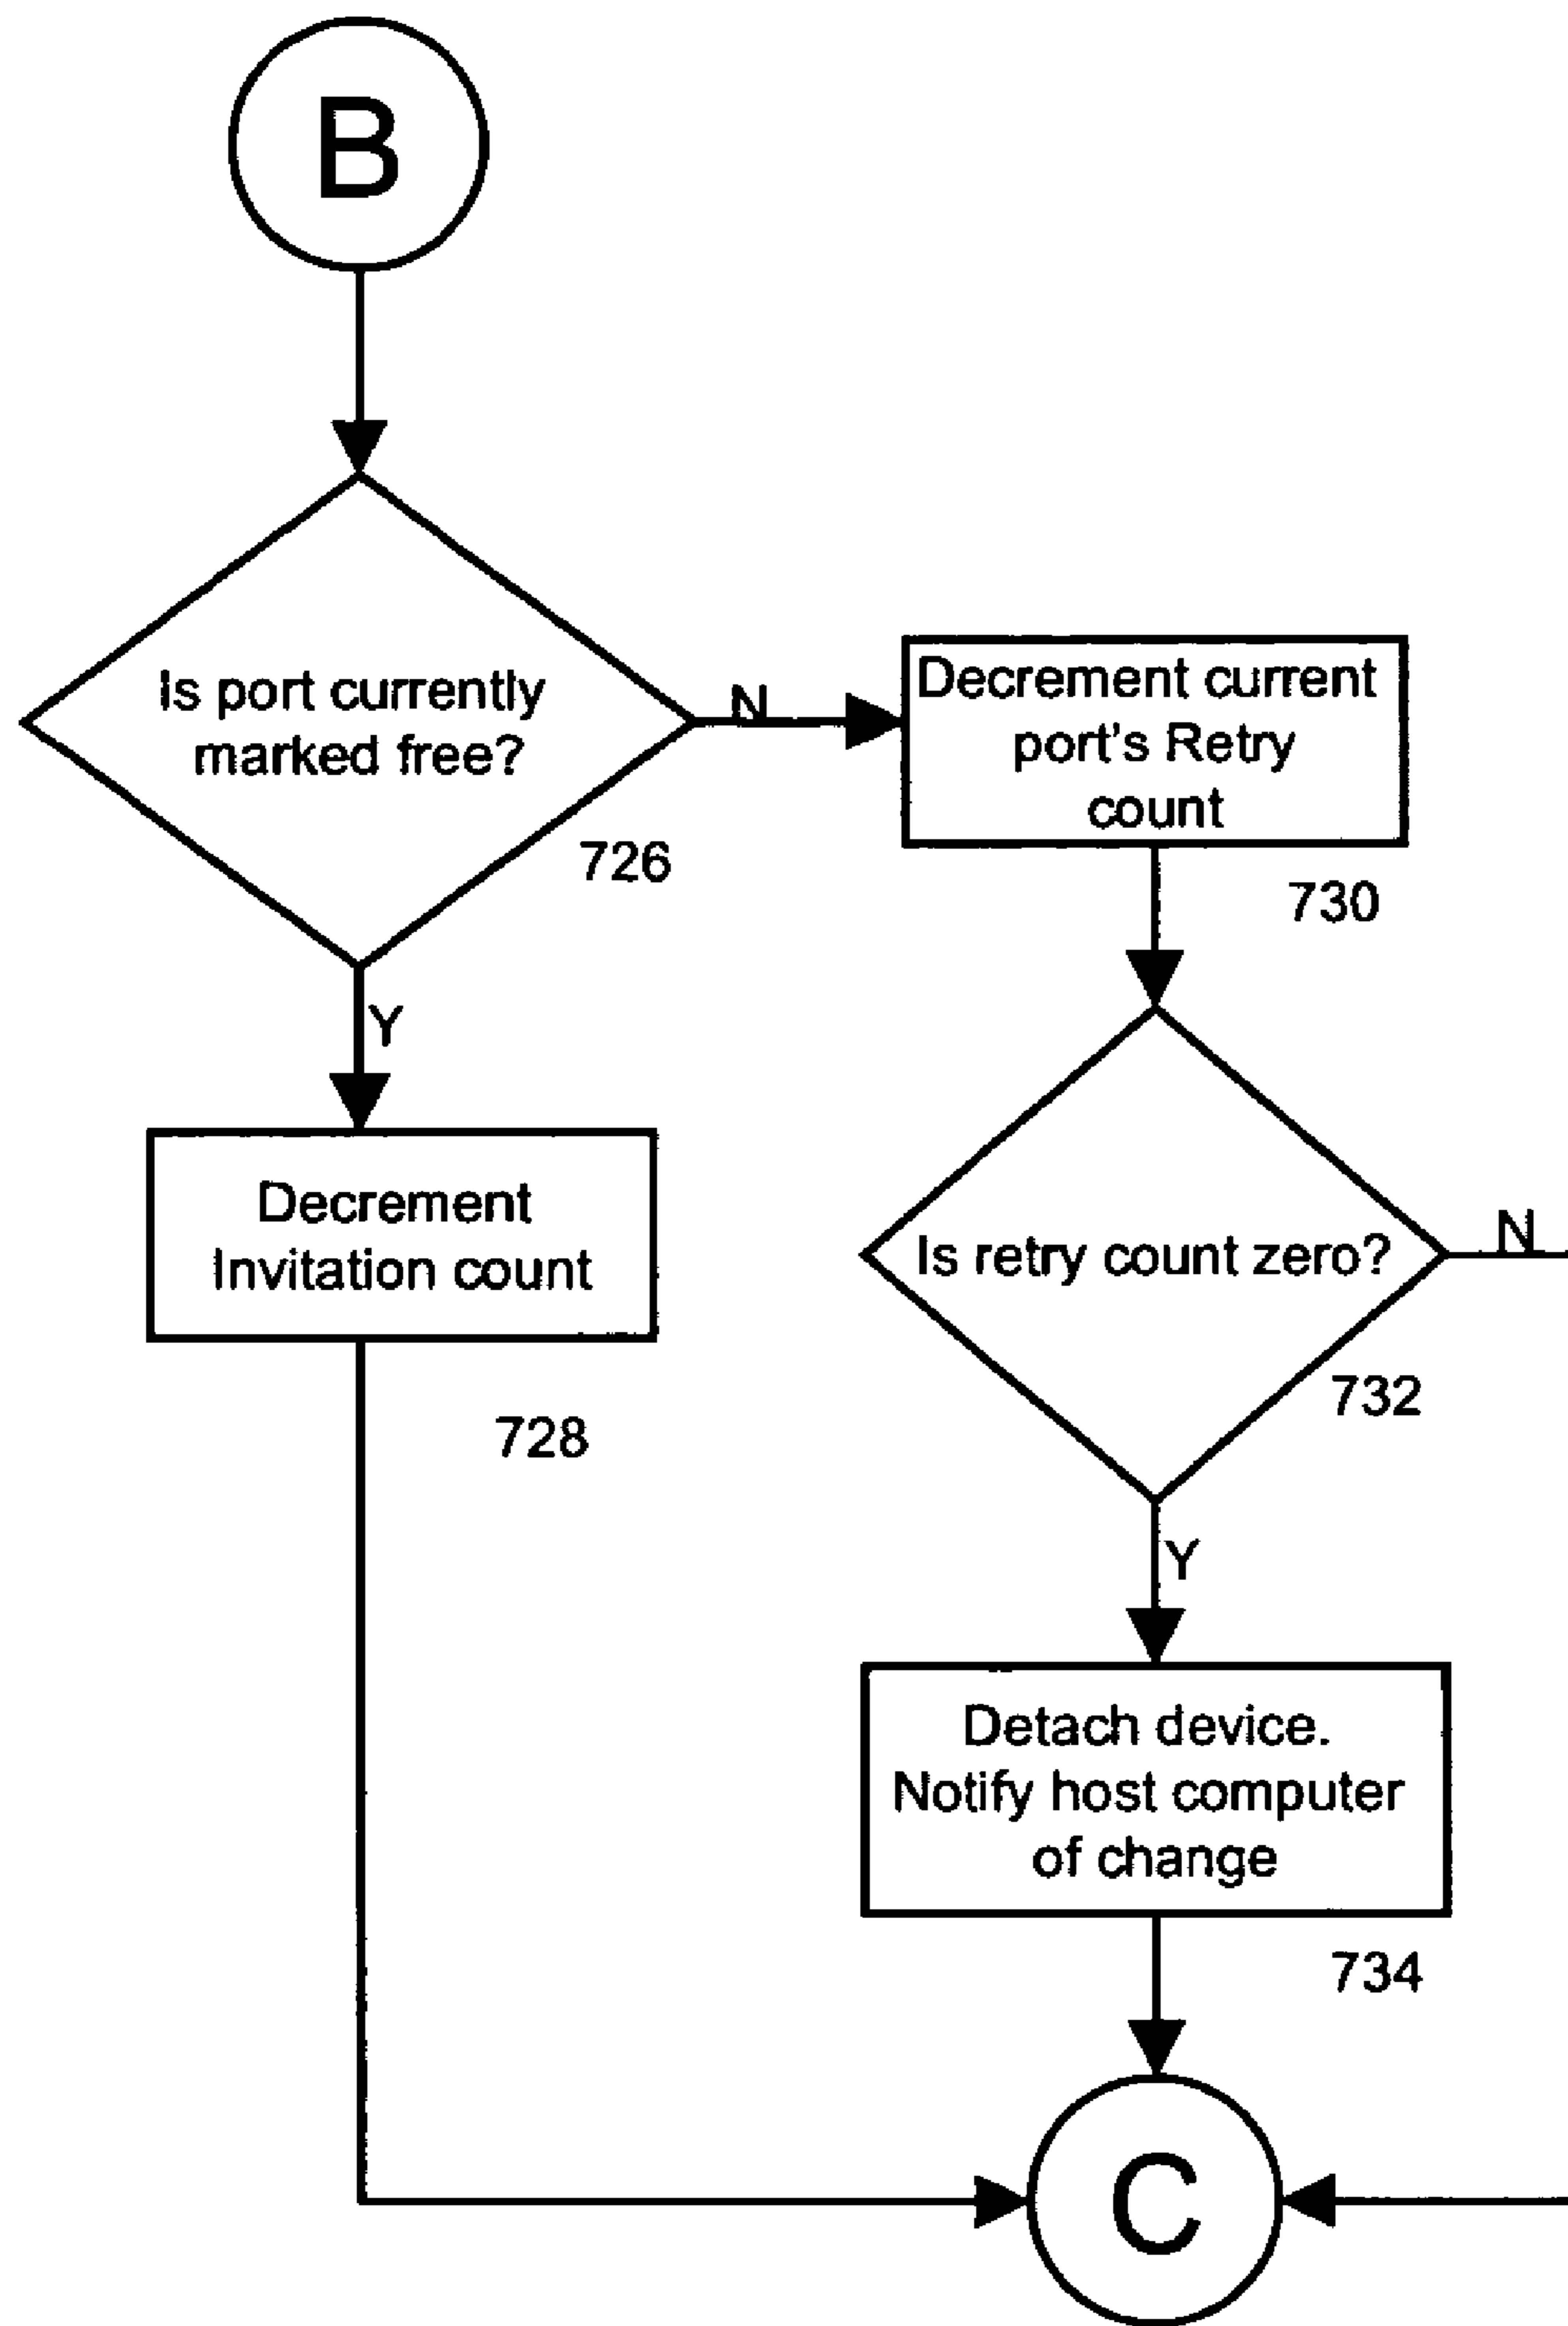 B
Is port currently
marked free?
N
726
Decrement current
port's Retry
count
730
Y
Decrement
Invitation count
728
Is retry count zero?
N
732
Y
Detach device.
Notify host computer
of change
734
C